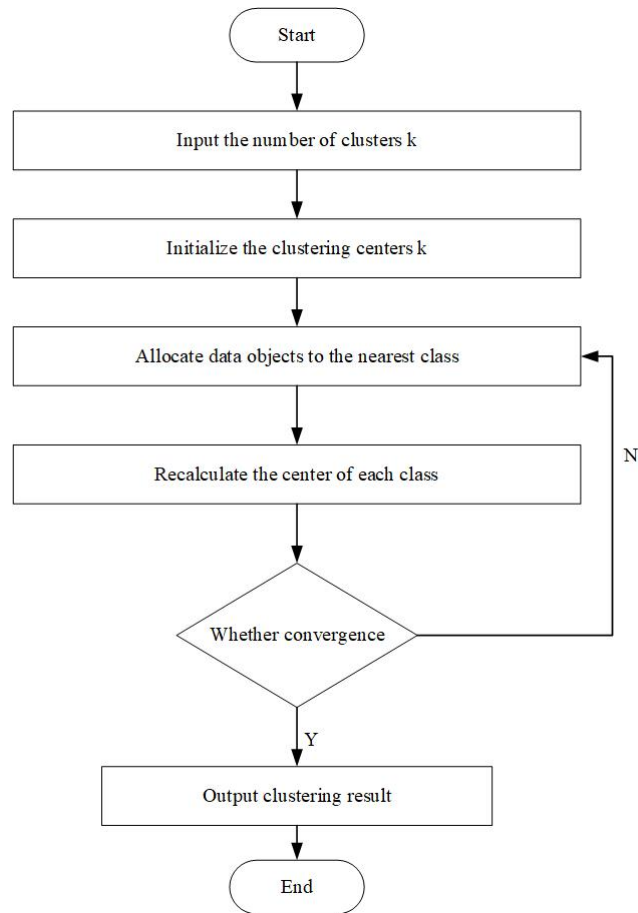 Start
Input the number of clusters k
Initialize the clustering centers k
Allocate data objects to the nearest class
Recalculate the center of each class
N
Whether convergence
Y
Output clustering result
End